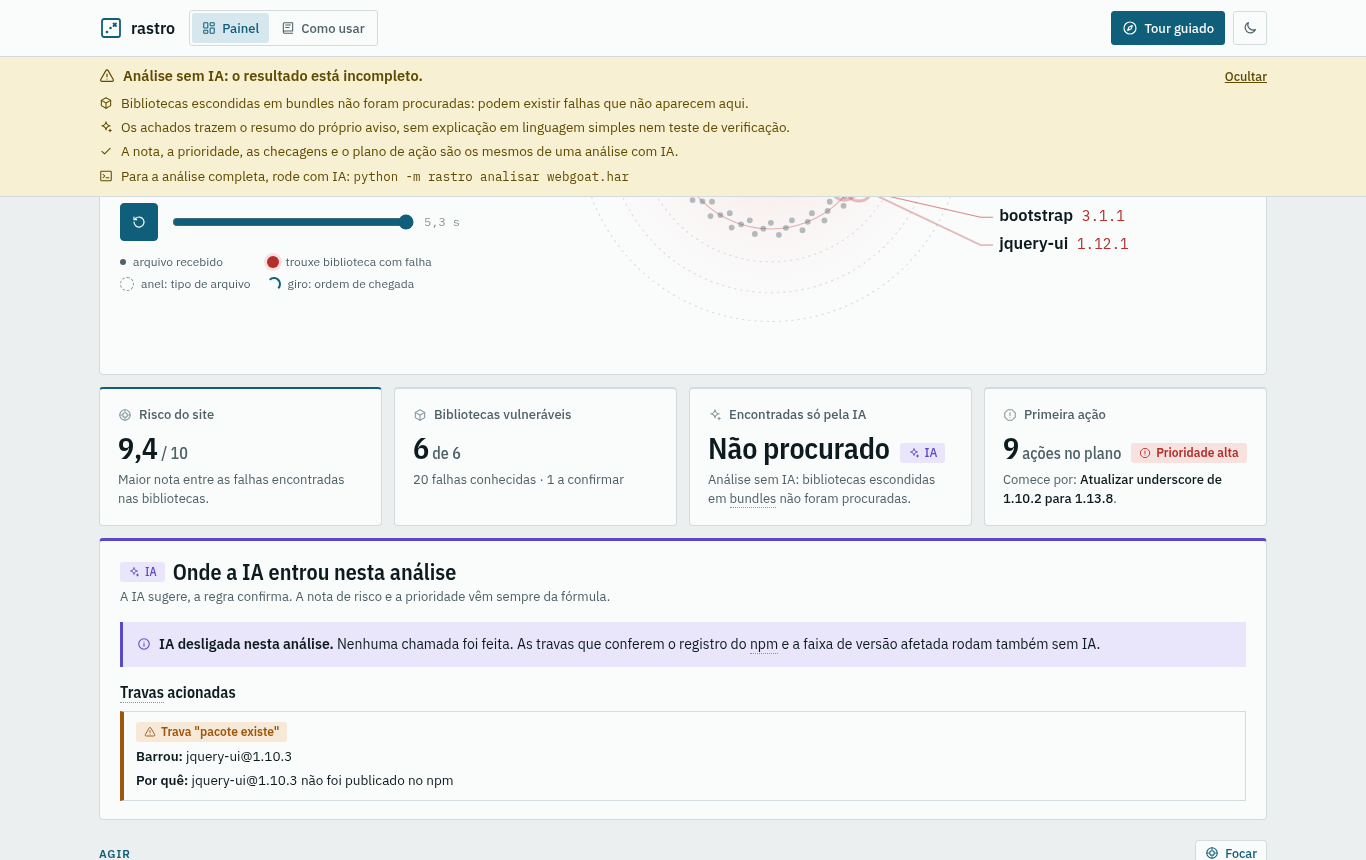 rastro
Painel
Como usar
Tour guiado
Análise sem IA: o resultado está incompleto.
Ocultar
Bibliotecas escondidas em bundles não foram procuradas: podem existir falhas que não aparecem aqui.
Os achados trazem o resumo do próprio aviso, sem explicação em linguagem simples nem teste de verificação.
A nota, a prioridade, as checagens e o plano de ação são os mesmos de uma análise com IA.
Para a análise completa, rode com IA: python -m rastro analisar webgoat.har
5,3 s
arquivo recebido
trouxe biblioteca com falha
anel: tipo de arquivo
giro: ordem de chegada
bootstrap 3.1.1
jquery-ui 1.12.1
Risco do site
9,4 / 10
Maior nota entre as falhas encontradas
nas bibliotecas.
Bibliotecas vulneráveis
6 de 6
20 falhas conhecidas · 1 a confirmar
Encontradas só pela IA
Não procurado IA
Análise sem IA: bibliotecas escondidas
em bundles não foram procuradas.
Primeira ação
9 ações no plano Prioridade alta
Comece por: Atualizar underscore de
1.10.2 para 1.13.8.
IA Onde a IA entrou nesta análise
A IA sugere, a regra confirma. A nota de risco e a prioridade vêm sempre da fórmula.
IA desligada nesta análise. Nenhuma chamada foi feita. As travas que conferem o registro do npm e a faixa de versão afetada rodam também sem IA.
Travas acionadas
Trava "pacote existe"
Barrou: jquery-ui@1.10.3
Por quê: jquery-ui@1.10.3 não foi publicado no npm
AGIR
Focar